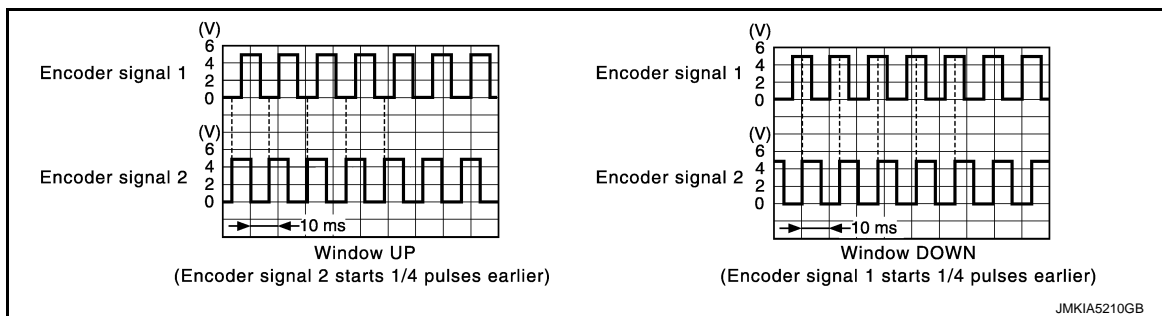 (V)
6
4
2
0
Encoder signal 1
(V)
6
4
2
0
Encoder signal 2
10 ms
Window UP
(Encoder signal 2 starts 1/4 pulses earlier)
(V)
6
4
2
0
Encoder signal 1
(V)
6
4
2
0
Encoder signal 2
10 ms
Window DOWN
(Encoder signal 1 starts 1/4 pulses earlier)
JMKIA5210GB